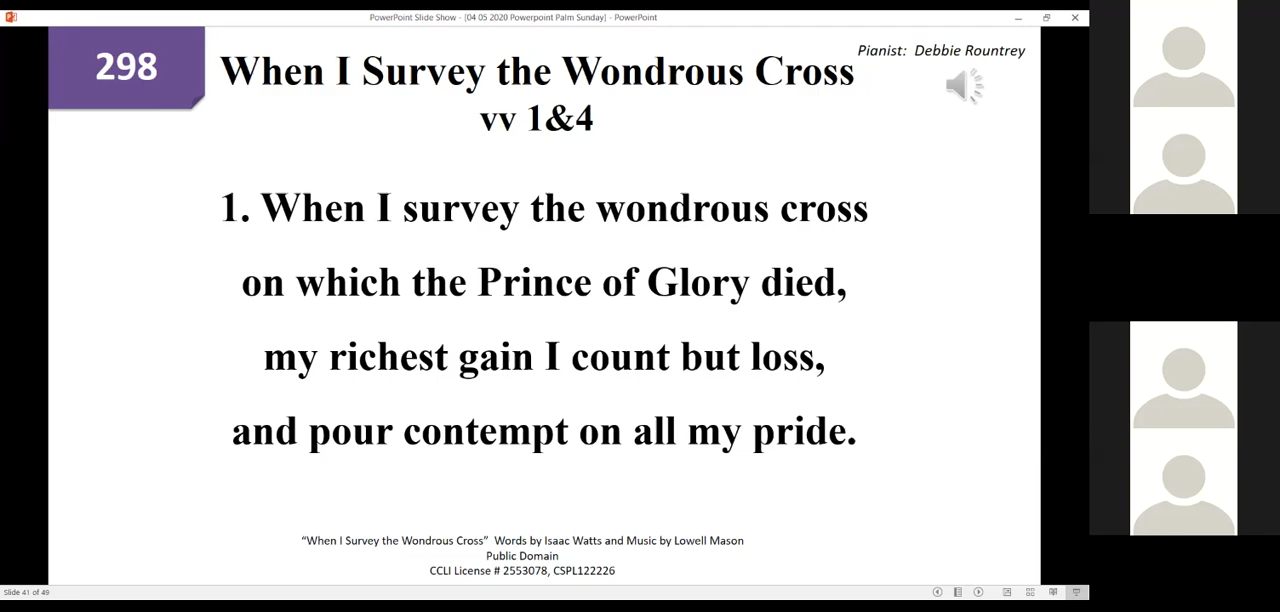 PowerPoint Slide Show - [04 05 2020 Powerpoint Palm Sunday] - PowerPoint
298
When I Survey the Wondrous Cross
vv 1&4
Pianist: Debbie Rountrey
1. When I survey the wondrous cross
on which the Prince of Glory died,
my richest gain I count but loss,
and pour contempt on all my pride.
“When I Survey the Wondrous Cross” Words by Isaac Watts and Music by Lowell Mason
Public Domain
CCLI License # 2553078, CSPL122226
Slide 41 of 49